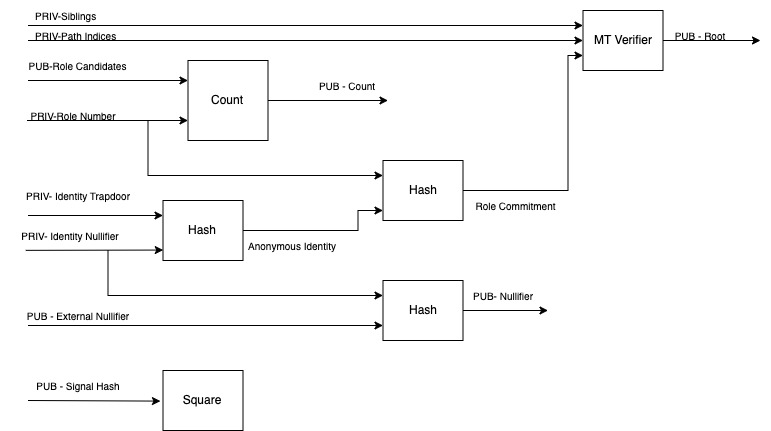 PRIV-Siblings
PRIV-Path Indices
MT Verifier
PUB - Root
PUB-Role Candidates
Count
PUB - Count
PRIV-Role Number
Hash
Role Commitment
PRIV- Identity Trapdoor
Hash
PRIV- Identity Nullifier
Anonymous Identity
Hash
PUB- Nullifier
PUB - External Nullifier
PUB - Signal Hash
Square